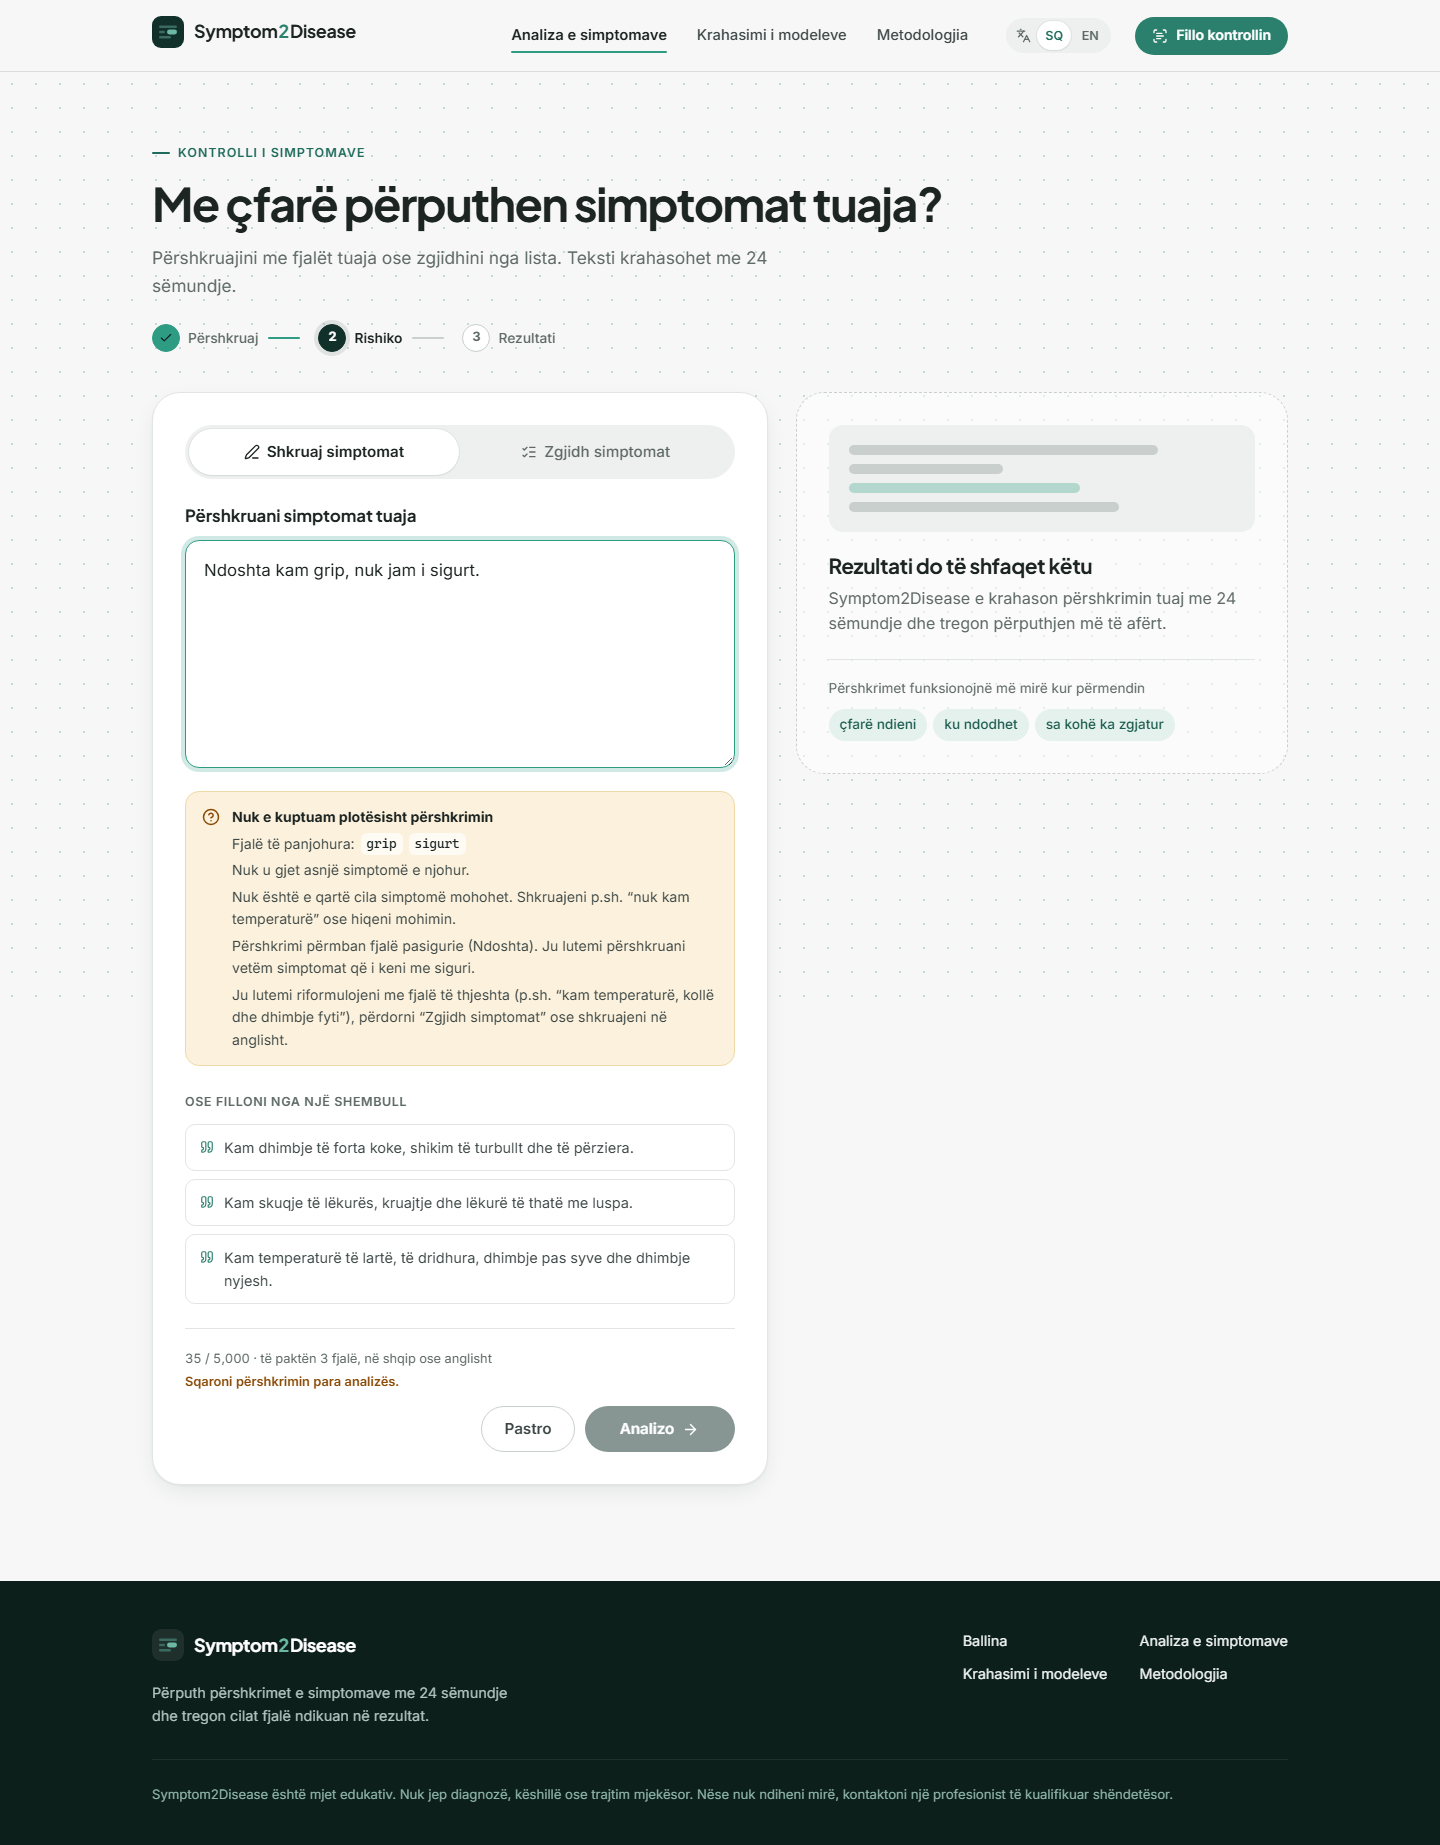 Symptom2Disease
Analiza e simptomave
Krahasimi i modeleve
Metodologjia
SQ
EN
Fillo kontrollin
KONTROLLI I SIMPTOMAVE
Me çfarë përputhen simptomat tuaja?
Përshkruajini me fjalët tuaja ose zgjidhini nga lista. Teksti krahasohet me 24
sëmundje.
Përshkruaj
2
Rishiko
3
Rezultati
Shkruaj simptomat
Zgjidh simptomat
Përshkruani simptomat tuaja
Ndoshta kam grip, nuk jam i sigurt.
Nuk e kuptuam plotësisht përshkrimin
Fjalë të panjohura: grip sigurt
Nuk u gjet asnjë simptomë e njohur.
Nuk është e qartë cila simptomë mohohet. Shkruajeni p.sh. “nuk kam
temperaturë” ose hiqeni mohimin.
Përshkrimi përmban fjalë pasigurie (Ndoshta). Ju lutemi përshkruani
vetëm simptomat që i keni me siguri.
Ju lutemi riformulojeni me fjalë të thjeshta (p.sh. “kam temperaturë, kollë
dhe dhimbje fyti”), përdorni “Zgjidh simptomat” ose shkruajeni në
anglisht.
OSE FILLONI NGA NJË SHEMBULL
Kam dhimbje të forta koke, shikim të turbullt dhe të përziera.
Kam skuqje të lëkurës, kruajtje dhe lëkurë të thatë me luspa.
Kam temperaturë të lartë, të dridhura, dhimbje pas syve dhe dhimbje
nyjesh.
35 / 5,000 · të paktën 3 fjalë, në shqip ose anglisht
Sqaroni përshkrimin para analizës.
Pastro
Analizo
Rezultati do të shfaqet këtu
Symptom2Disease e krahason përshkrimin tuaj me 24
sëmundje dhe tregon përputhjen më të afërt.
Përshkrimet funksionojnë më mirë kur përmendin
çfarë ndieni
ku ndodhet
sa kohë ka zgjatur
Symptom2Disease
Përputh përshkrimet e simptomave me 24 sëmundje
dhe tregon cilat fjalë ndikuan në rezultat.
Ballina
Analiza e simptomave
Krahasimi i modeleve
Metodologjia
Symptom2Disease është mjet edukativ. Nuk jep diagnozë, këshillë ose trajtim mjekësor. Nëse nuk ndiheni mirë, kontaktoni një profesionist të kualifikuar shëndetësor.